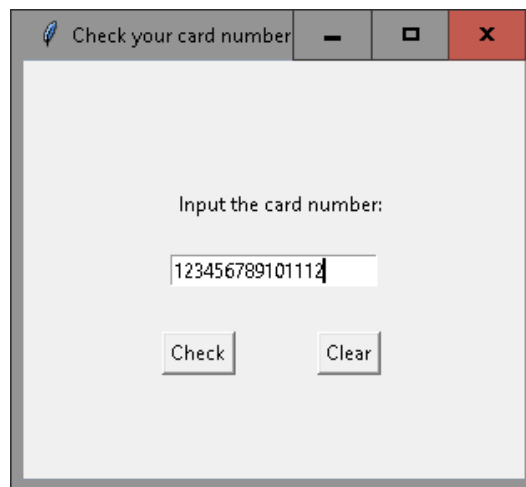 Check your card number
Input the card number:
123456789101112
Check
Clear